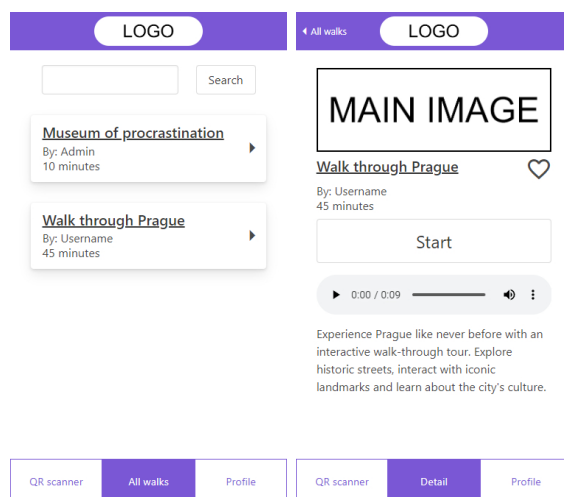 LOGO
Search
Museum of procrastination
By: Admin
10 minutes
Walk through Prague
By: Username
45 minutes
QR scanner
All walks
Profile
All walks
LOGO
MAIN IMAGE
Walk through Prague
By: Username
45 minutes
Start
0:00 / 0:09
Experience Prague like never before with an
interactive walk-through tour. Explore
historic streets, interact with iconic
landmarks and learn about the city's culture.
QR scanner
Detail
Profile